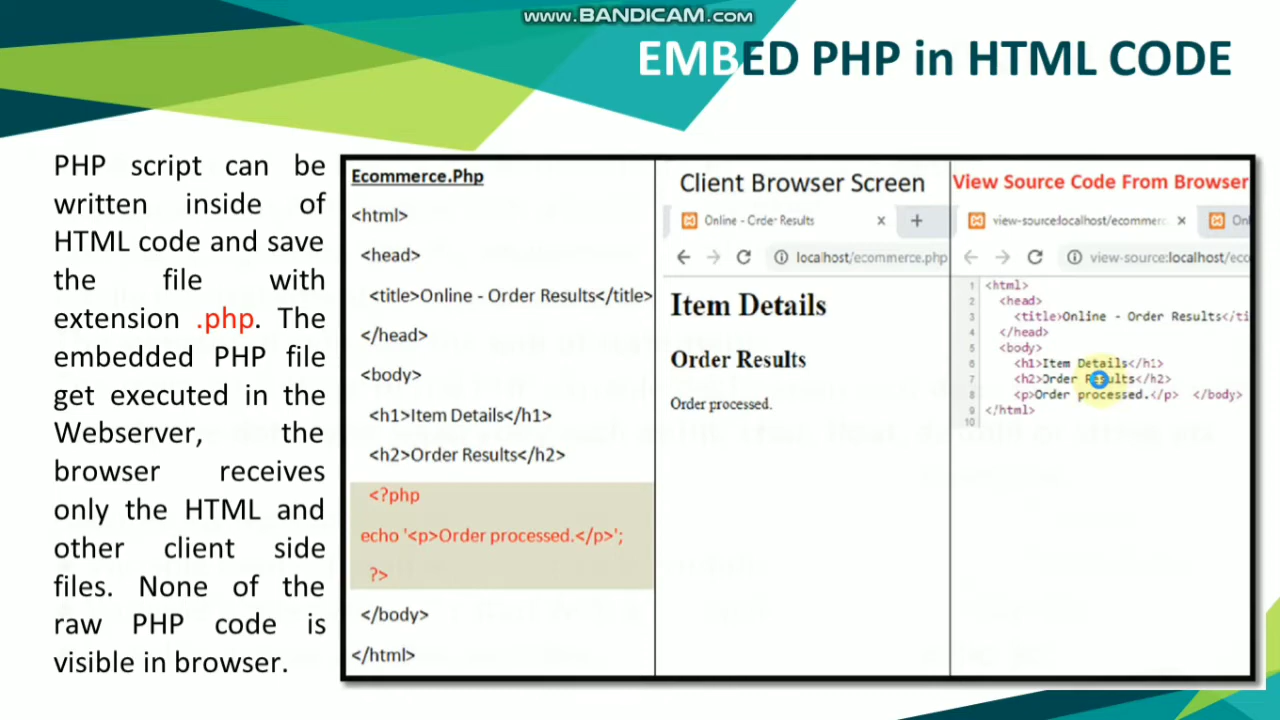 www.BANDICAM.com
EMBED PHP in HTML CODE
PHP script can be
written inside of
HTML code and save
the file with
extension .php. The
embedded PHP file
get executed in the
Webserver, the
browser receives
only the HTML and
other client side
files. None of the
raw PHP code is
visible in browser.
Ecommerce.Php
<html>
<head>
<title>Online - Order Results</title>
</head>
<body>
<h1>Item Details</h1>
<h2>Order Results</h2>
<?php
echo '<p>Order processed.</p>';
?>
</body>
</html>
Client Browser Screen
Online - Order Results
localhost/ecommerce.php
Item Details
Order Results
Order processed.
View Source Code From Browser
view-source:localhost/ecommerc
Onl
view-source:localhost/eco
1 <html>
2 <head>
3 <title>Online - Order Results</ti
4 </head>
5 <body>
6 <h1>Item Details</h1>
7 <h2>Order Results</h2>
8 <p>Order processed.</p> </body>
9 </html>
10